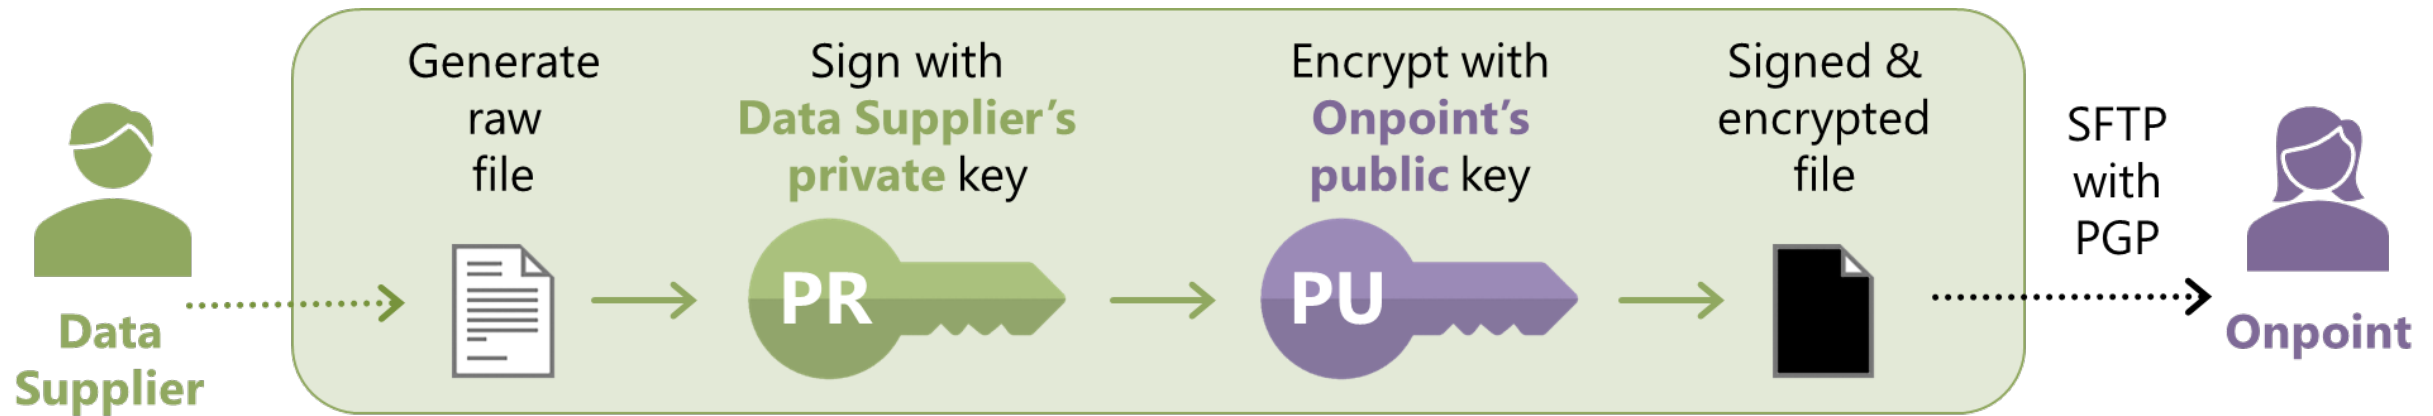 Generate
raw
file
Sign with
Data Supplier's
private key
PR
Encrypt with
Onpoint's
public key
PU
Signed &
encrypted
file
SFTP
with
PGP
Data
Supplier
Onpoint